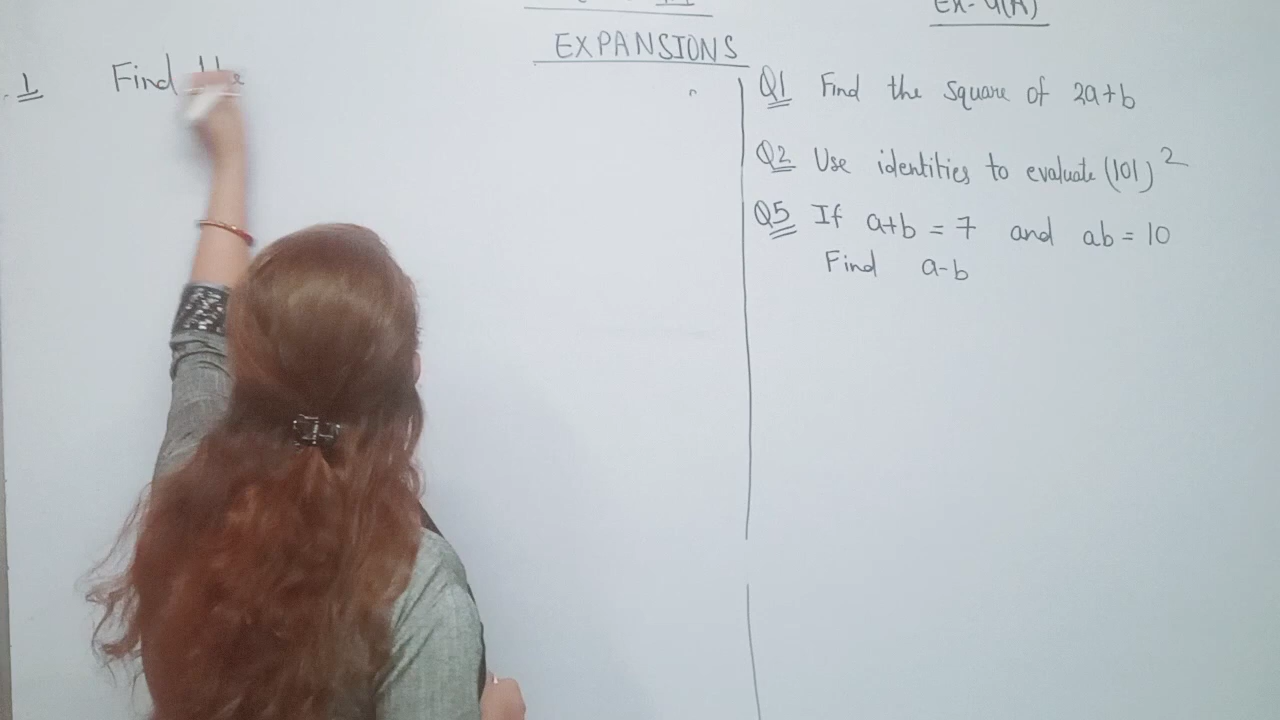 Ex-4(A)
EXPANSIONS
1 Find the
Q1 Find the square of 2a+b
Q2 Use identities to evaluate (101)²
Q5 If a+b = 7 and ab = 10
Find a-b